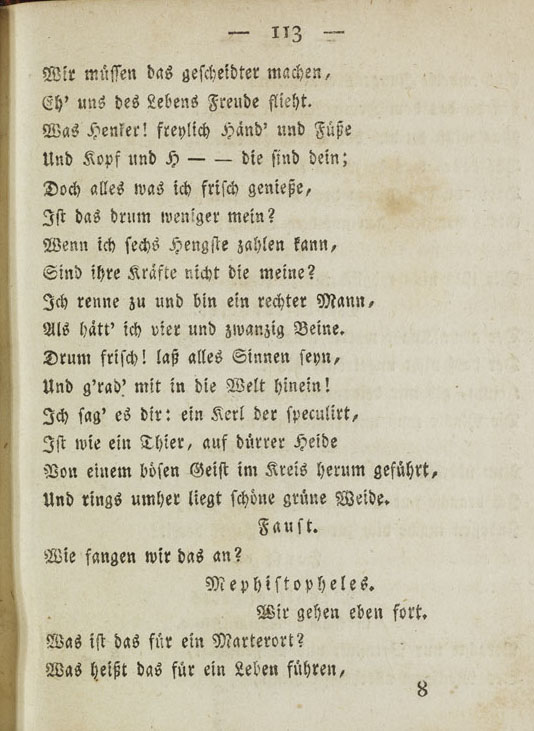 — 113 —
Wir müssen das gescheidter machen,
Eh' uns des Lebens Freude flieht.
Was Henker! freylich Händ' und Füße
Und Kopf und H — — die sind dein;
Doch alles was ich frisch genieße,
Ist das drum weniger mein?
Wenn ich sechs Hengste zahlen kann,
Sind ihre Kräfte nicht die meine?
Ich renne zu und bin ein rechter Mann,
Als hätt' ich vier und zwanzig Beine.
Drum frisch! laß alles Sinnen seyn,
Und g'rad' mit in die Welt hinein!
Ich sag' es dir: ein Kerl der speculirt,
Ist wie ein Thier, auf dürrer Heide
Von einem bösen Geist im Kreis herum geführt,
Und rings umher liegt schöne grüne Weide.
Faust.
Wie fangen wir das an?
Mephistopheles.
Wir gehen eben fort.
Was ist das für ein Marterort?
Was heißt das für ein Leben führen,
8